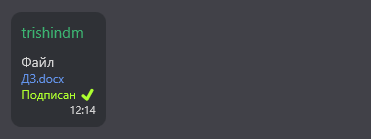 trishindm
Файл
ДЗ.docx
Подписан
12:14